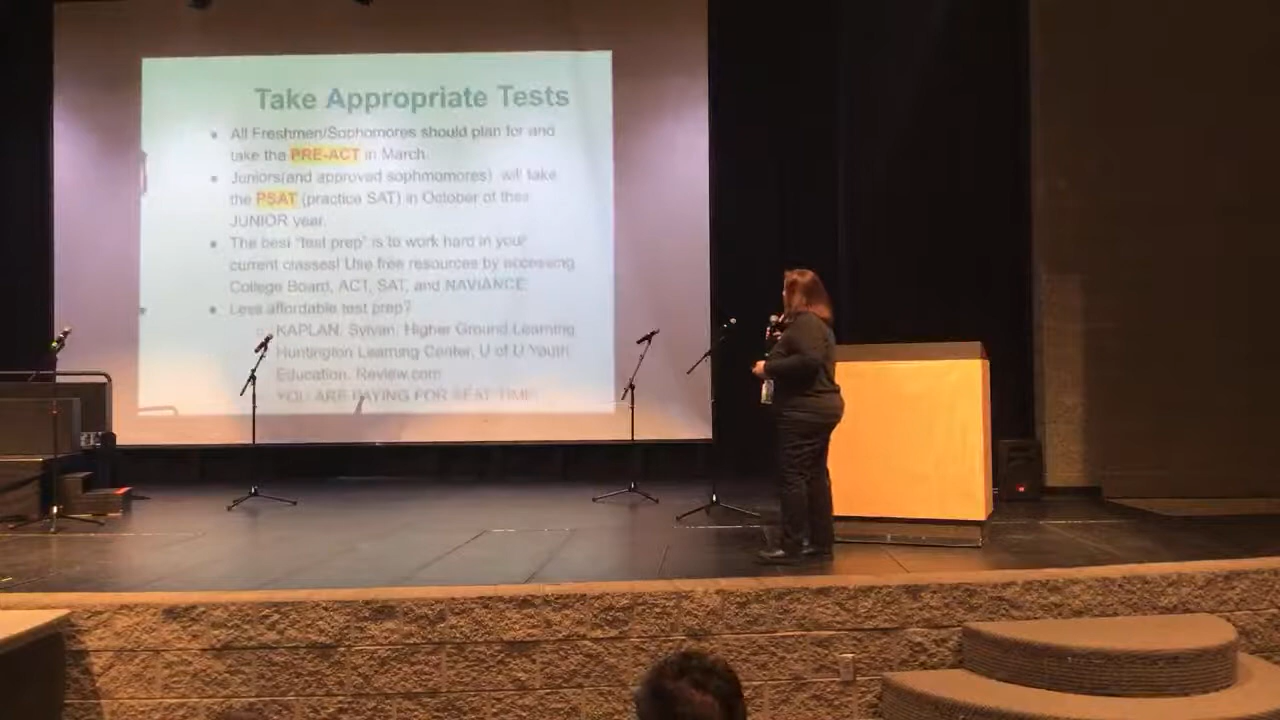 Take Appropriate Tests
All Freshmen/Sophomores should plan for and
take the PRE-ACT in March.
Juniors(and approved sophmomores) will take
the PSAT (practice SAT) in October of their
JUNIOR year.
The best "test prep" is to work hard in your
current classes! Use free resources by accessing
College Board, ACT, SAT, and NAVIANCE.
Less affordable test prep?
KAPLAN, Sylvan, Higher Ground Learning,
Huntington Learning Center, U of U Youth
Education, Review.com
YOU ARE PAYING FOR SEAT TIME!